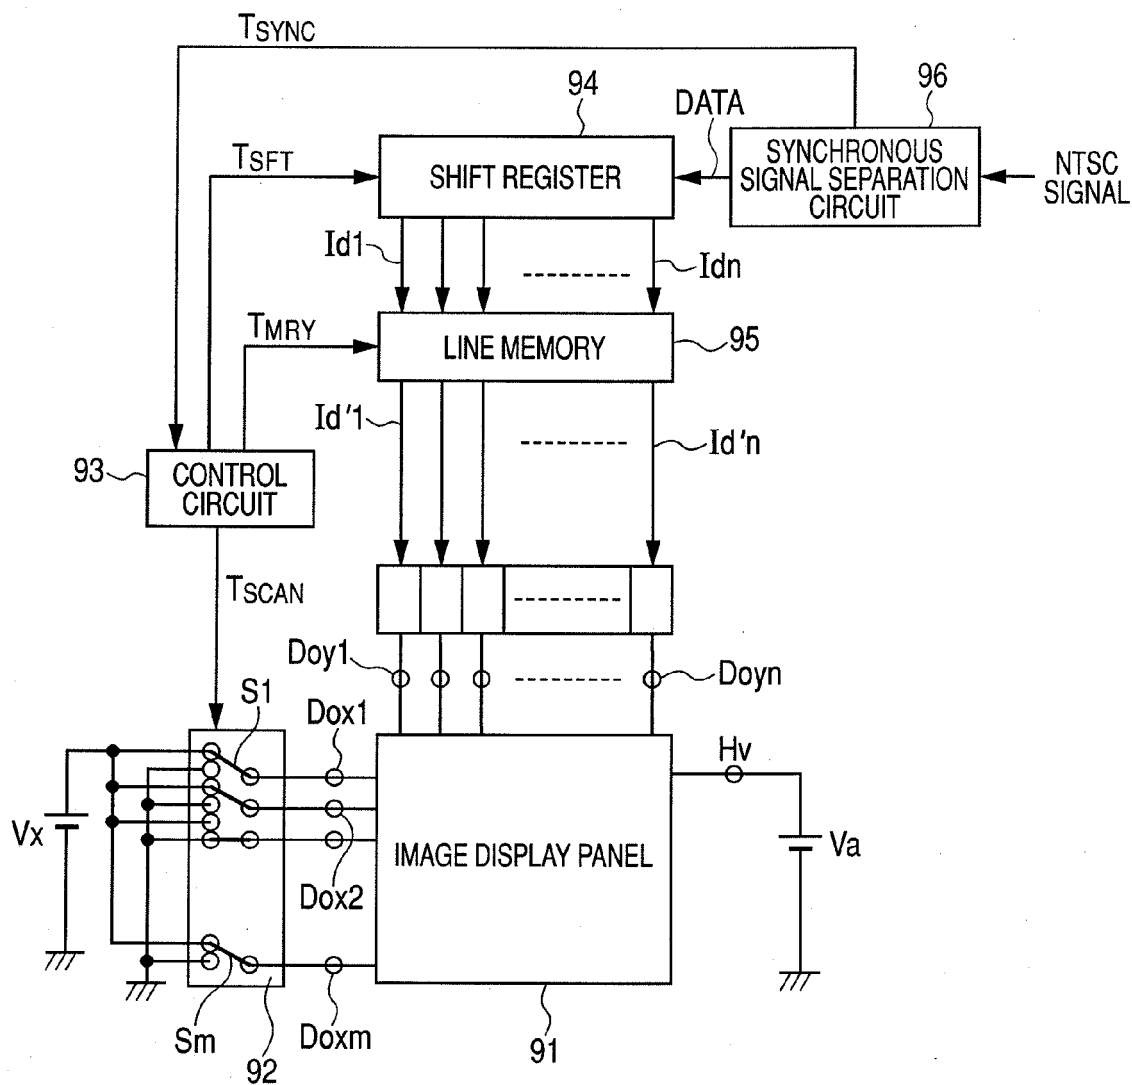 TSYNC
94
96
DATA
TSFT
SHIFT REGISTER
SYNCHRONOUS
SIGNAL SEPARATION
CIRCUIT
NTSC
SIGNAL
Id1
Idn
TMRY
LINE MEMORY
95
Id'1
Id'n
93
CONTROL
CIRCUIT
TSCAN
Doy1
Doyn
S1
Dox1
Hv
Vx
IMAGE DISPLAY PANEL
Va
Dox2
Sm
Doxm
92
91